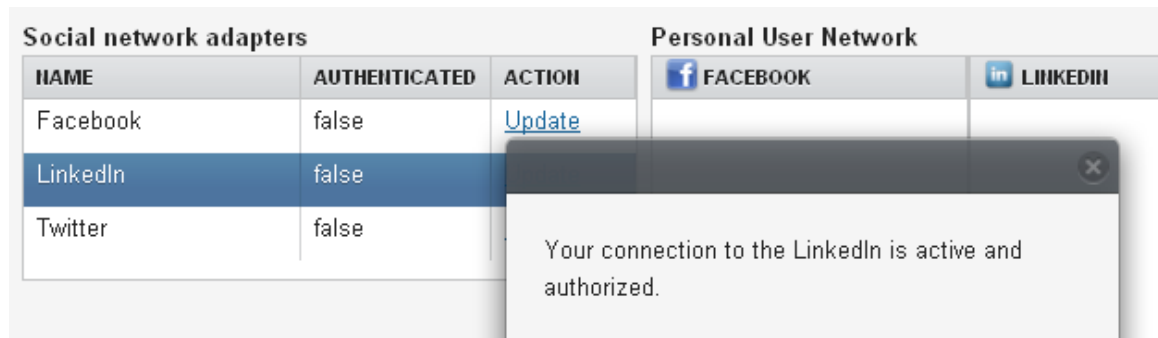 Social network adapters
Personal User Network
NAME AUTHENTICATED ACTION
FACEBOOK LINKEDIN
Facebook false Update
LinkedIn false
Twitter false
Your connection to the LinkedIn is active and
authorized.